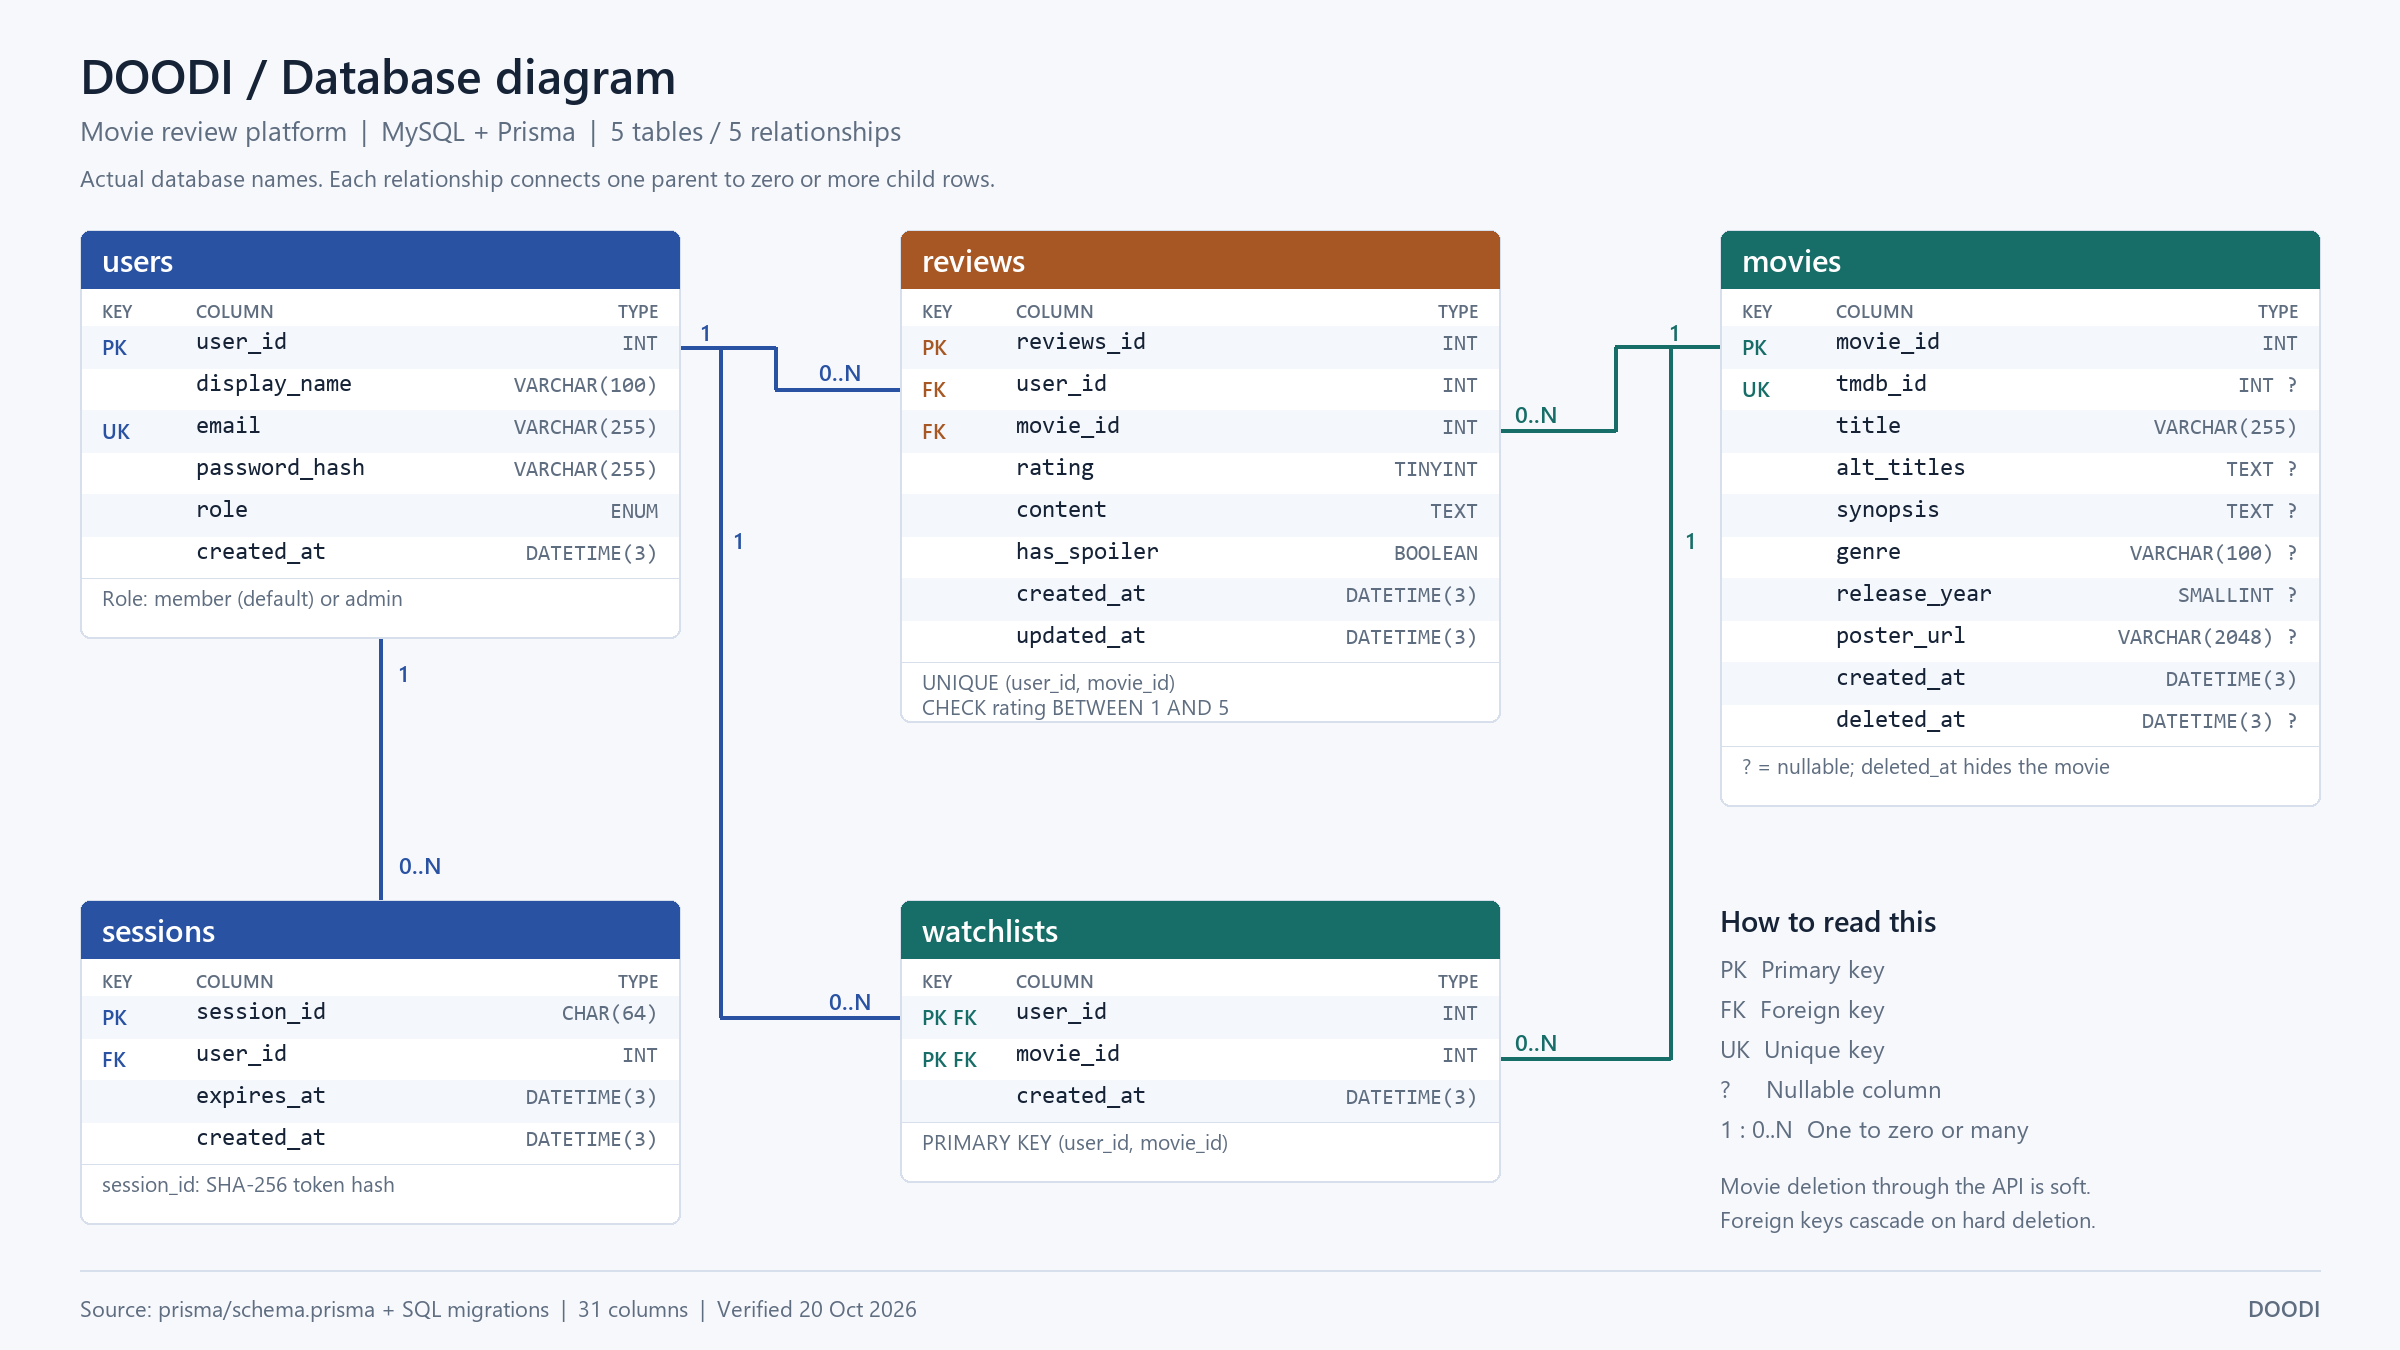 DOODI / Database diagram
Movie review platform | MySQL + Prisma | 5 tables / 5 relationships
Actual database names. Each relationship connects one parent to zero or more child rows.
users
KEY COLUMN TYPE
PK user_id INT
display_name VARCHAR(100)
UK email VARCHAR(255)
password_hash VARCHAR(255)
role ENUM
created_at DATETIME(3)
Role: member (default) or admin
1
0..N
1
1
0..N
reviews
KEY COLUMN TYPE
PK reviews_id INT
FK user_id INT
FK movie_id INT
rating TINYINT
content TEXT
has_spoiler BOOLEAN
created_at DATETIME(3)
updated_at DATETIME(3)
UNIQUE (user_id, movie_id)
CHECK rating BETWEEN 1 AND 5
1
0..N
1
movies
KEY COLUMN TYPE
PK movie_id INT
UK tmdb_id INT ?
title VARCHAR(255)
alt_titles TEXT ?
synopsis TEXT ?
genre VARCHAR(100) ?
release_year SMALLINT ?
poster_url VARCHAR(2048) ?
created_at DATETIME(3)
deleted_at DATETIME(3) ?
? = nullable; deleted_at hides the movie
sessions
KEY COLUMN TYPE
PK session_id CHAR(64)
FK user_id INT
expires_at DATETIME(3)
created_at DATETIME(3)
session_id: SHA-256 token hash
0..N
watchlists
KEY COLUMN TYPE
PK FK user_id INT
PK FK movie_id INT
created_at DATETIME(3)
PRIMARY KEY (user_id, movie_id)
0..N
How to read this
PK Primary key
FK Foreign key
UK Unique key
? Nullable column
1 : 0..N One to zero or many
Movie deletion through the API is soft.
Foreign keys cascade on hard deletion.
Source: prisma/schema.prisma + SQL migrations | 31 columns | Verified 20 Oct 2026
DOODI